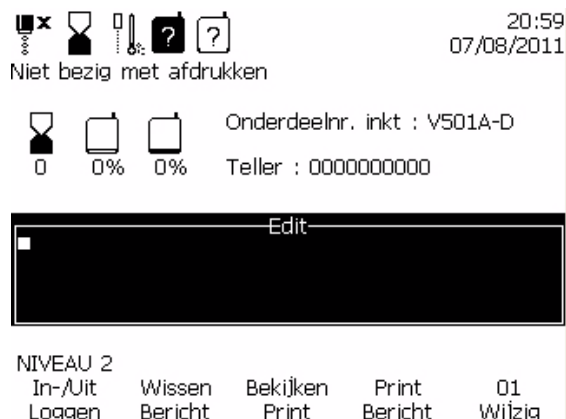 ? ?
20:59
07/08/2011
Niet bezig met afdrukken
Onderdeelnr. inkt : V501A-D
0 0% 0% Teller : 0000000000
Edit
NIVEAU 2
In-/Uit Wissen Bekijken Print 01
Loggen Bericht Print Bericht Wijzig